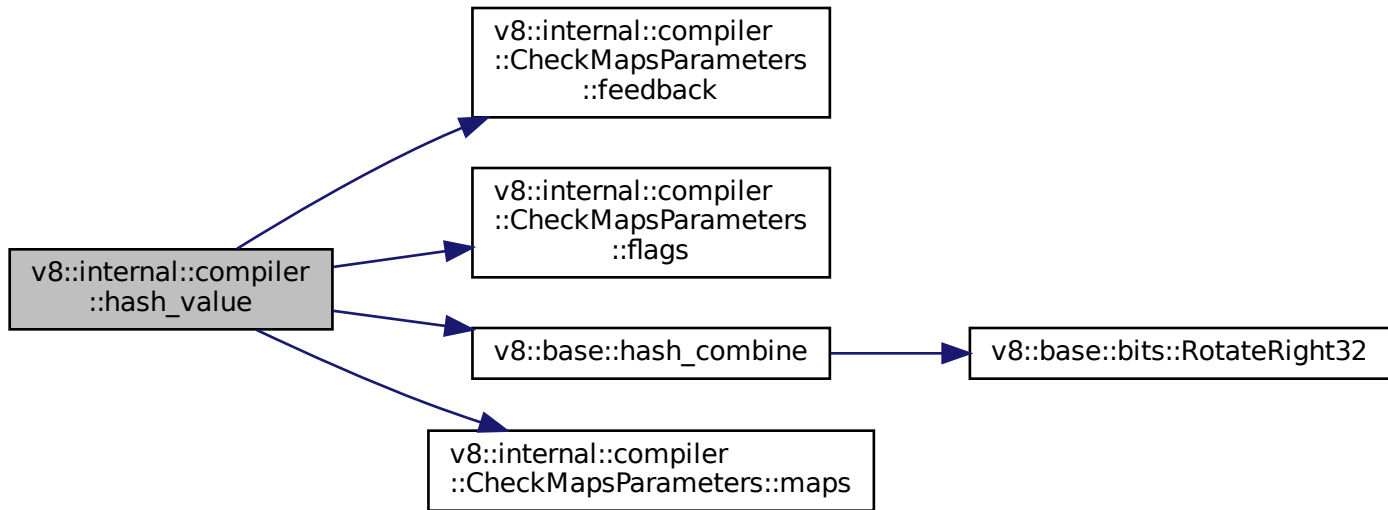 v8::internal::compiler
::CheckMapsParameters
::feedback
v8::internal::compiler
::CheckMapsParameters
::flags
v8::internal::compiler
::hash_value
v8::base::hash_combine
v8::base::bits::RotateRight32
v8::internal::compiler
::CheckMapsParameters::maps